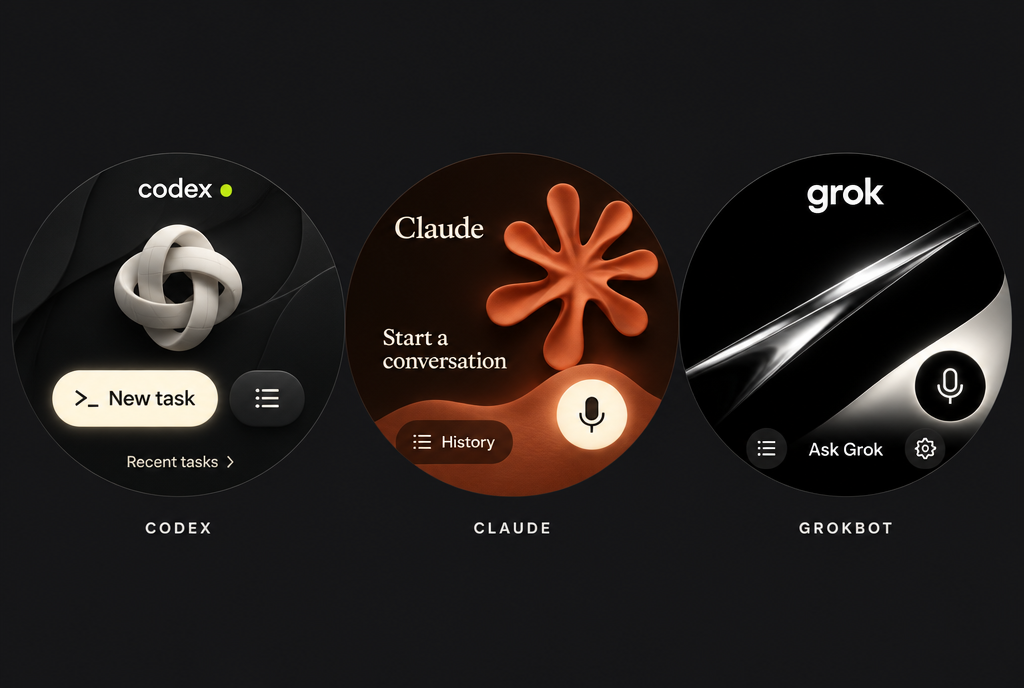 codex
>_ New task
Recent tasks >
CODEX
Claude
Start a
conversation
History
CLAUDE
grok
Ask Grok
GROKBOT